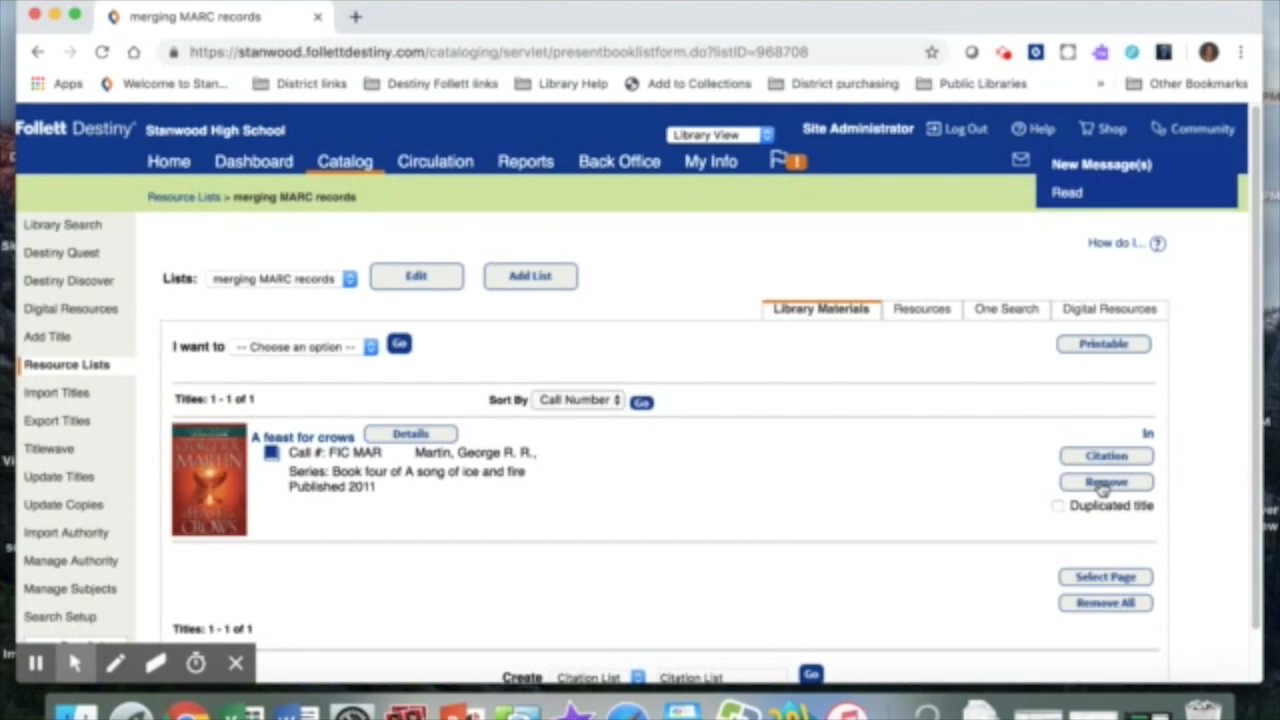 merging MARC records
https://stanwood.follettdestiny.com/cataloging/servlet/presentbooklistform.do?listID=968708
Apps Welcome to Stan... District links Destiny Follett links Library Help Add to Collections District purchasing Public Libraries » Other Bookmarks
Follett Destiny Stanwood High School Library View Site Administrator Log Out Help Shop Community
Home Dashboard Catalog Circulation Reports Back Office My Info 1 New Message(s)
Read
Resource Lists > merging MARC records
Library Search
Destiny Quest
Destiny Discover
Digital Resources
Add Title
Resource Lists
Import Titles
Export Titles
Titlewave
Update Titles
Update Copies
Import Authority
Manage Authority
Manage Subjects
Search Setup
How do I... ?
Lists: merging MARC records Edit Add List
Library Materials Resources One Search Digital Resources
I want to -- Choose an option -- Go Printable
Titles: 1 - 1 of 1 Sort By Call Number Go
MARTIN
A FEAST FOR CROWS
A feast for crows Details In
Call #: FIC MAR Martin, George R. R., Citation
Series: Book four of A song of ice and fire Remove
Published 2011
Duplicated title
Select Page
Remove All
Titles: 1 - 1 of 1
Create Citation List Citation List Go